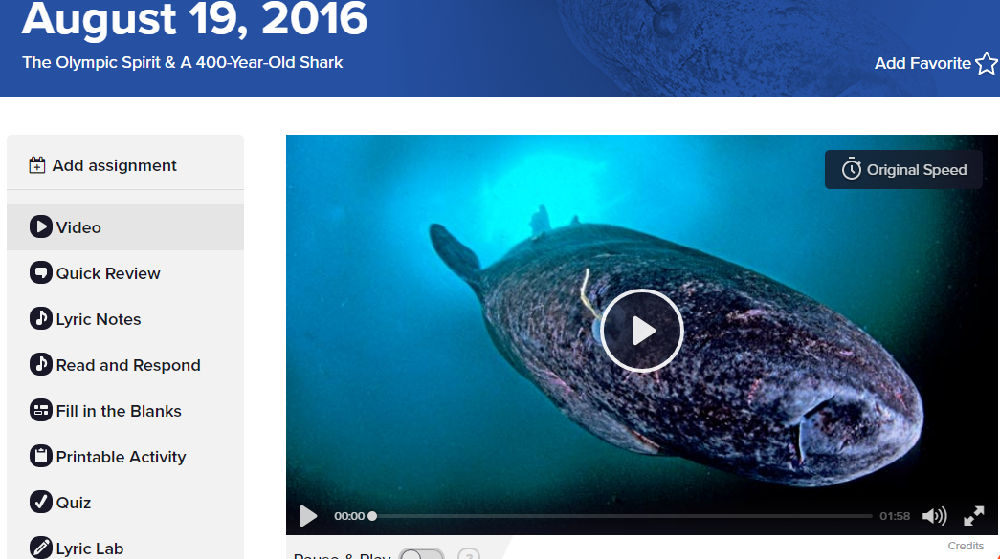 August 19, 2016
The Olympic Spirit & A 400-Year-Old Shark
Add Favorite
Add assignment
Video
Quick Review
Lyric Notes
Read and Respond
Fill in the Blanks
Printable Activity
Quiz
Lyric Lab
Original Speed
00:00
01:58
Credits
Pause & Play
?